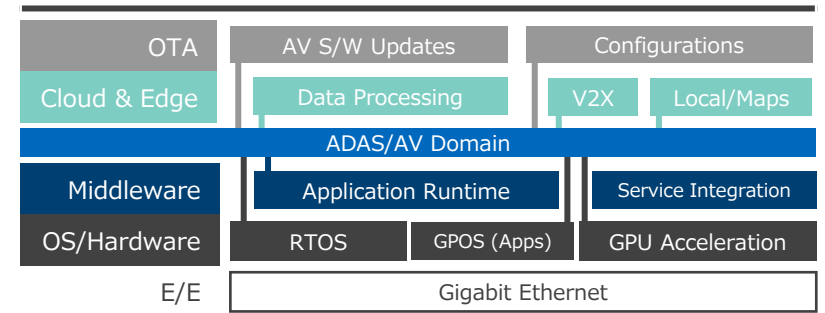 OTA
AV S/W Updates
Configurations
Cloud & Edge
Data Processing
V2X
Local/Maps
ADAS/AV Domain
Middleware
Application Runtime
Service Integration
OS/Hardware
RTOS
GPOS (Apps)
GPU Acceleration
E/E
Gigabit Ethernet